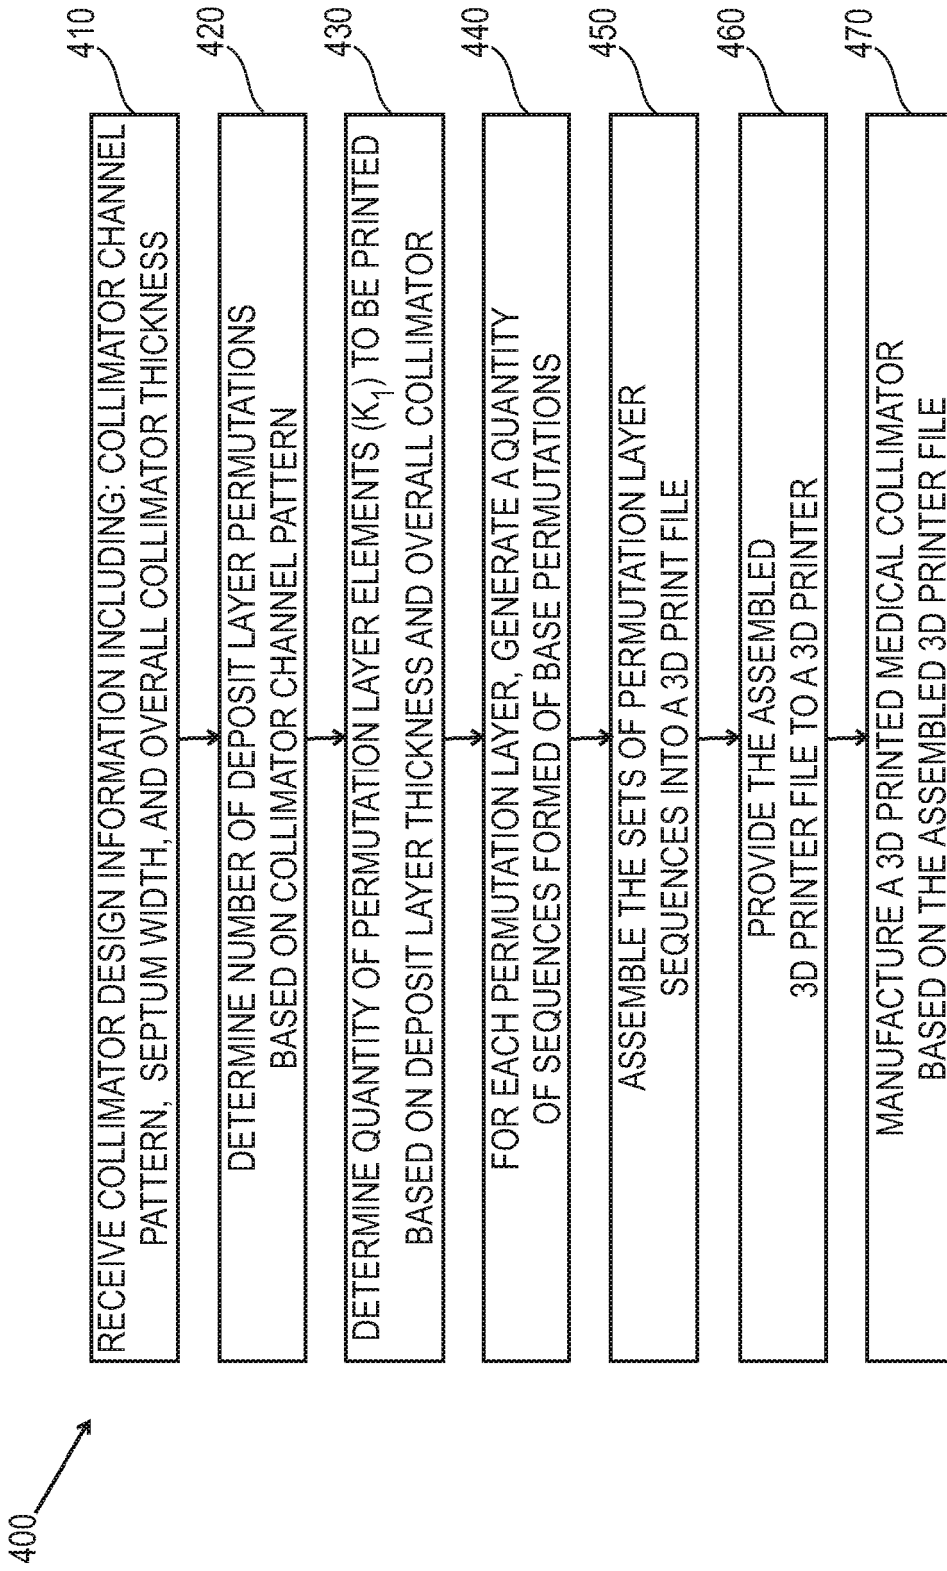 400
RECEIVE COLLIMATOR DESIGN INFORMATION INCLUDING: COLLIMATOR CHANNEL
PATTERN, SEPTUM WIDTH, AND OVERALL COLLIMATOR THICKNESS
410
DETERMINE NUMBER OF DEPOSIT LAYER PERMUTATIONS
BASED ON COLLIMATOR CHANNEL PATTERN
420
DETERMINE QUANTITY OF PERMUTATION LAYER ELEMENTS (K₁) TO BE PRINTED
BASED ON DEPOSIT LAYER THICKNESS AND OVERALL COLLIMATOR
430
FOR EACH PERMUTATION LAYER, GENERATE A QUANTITY
OF SEQUENCES FORMED OF BASE PERMUTATIONS
440
ASSEMBLE THE SETS OF PERMUTATION LAYER
SEQUENCES INTO A 3D PRINT FILE
450
PROVIDE THE ASSEMBLED
3D PRINTER FILE TO A 3D PRINTER
460
MANUFACTURE A 3D PRINTED MEDICAL COLLIMATOR
BASED ON THE ASSEMBLED 3D PRINTER FILE
470